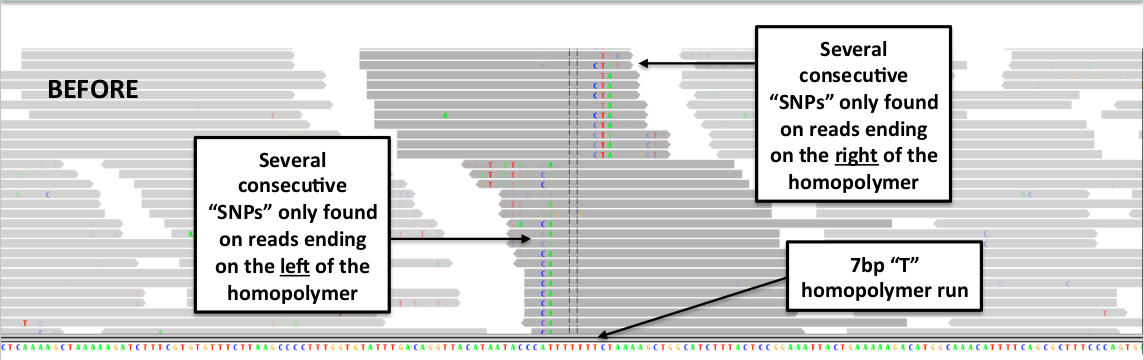 BEFORE
Several
consecutive
“SNPs” only found
on reads ending
on the right of the
homopolymer
Several
consecutive
“SNPs” only found
on reads ending
on the left of the
homopolymer
7bp “T”
homopolymer run
CTCAAAAGCTAAAAAGATCTTTCGTGTGTTTCTTAAGCCCCTTTGGTGTATTTGACAGGTTACATAATACCCATTTTTTTCTAAAAGCTGGCATCTTTACTCCGGAAATTACTGAAAAAGACATGGCAAACATTTTCAGCGCTTTCCCAGTG